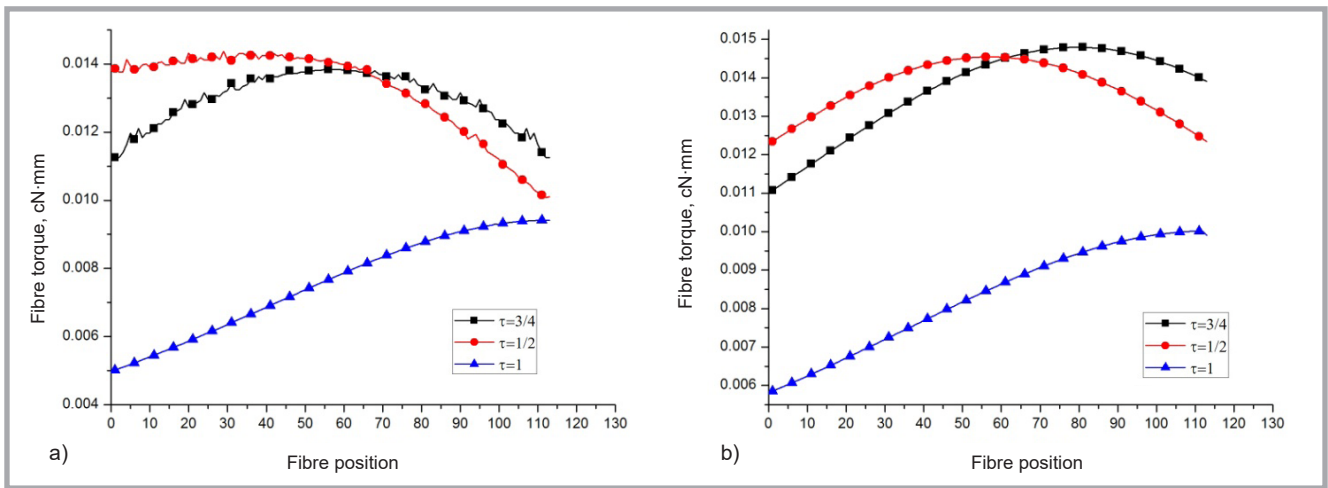 0.014
0.012
0.010
0.008
0.006
0.004
Fibre torque, cN·mm
0 10 20 30 40 50 60 70 80 90 100 110 120 130
Fibre position
τ=3/4
τ=1/2
τ=1
a)
0.015
0.014
0.013
0.012
0.011
0.010
0.009
0.008
0.007
0.006
Fibre torque, cN·mm
0 10 20 30 40 50 60 70 80 90 100 110 120 130
Fibre position
τ=3/4
τ=1/2
τ=1
b)